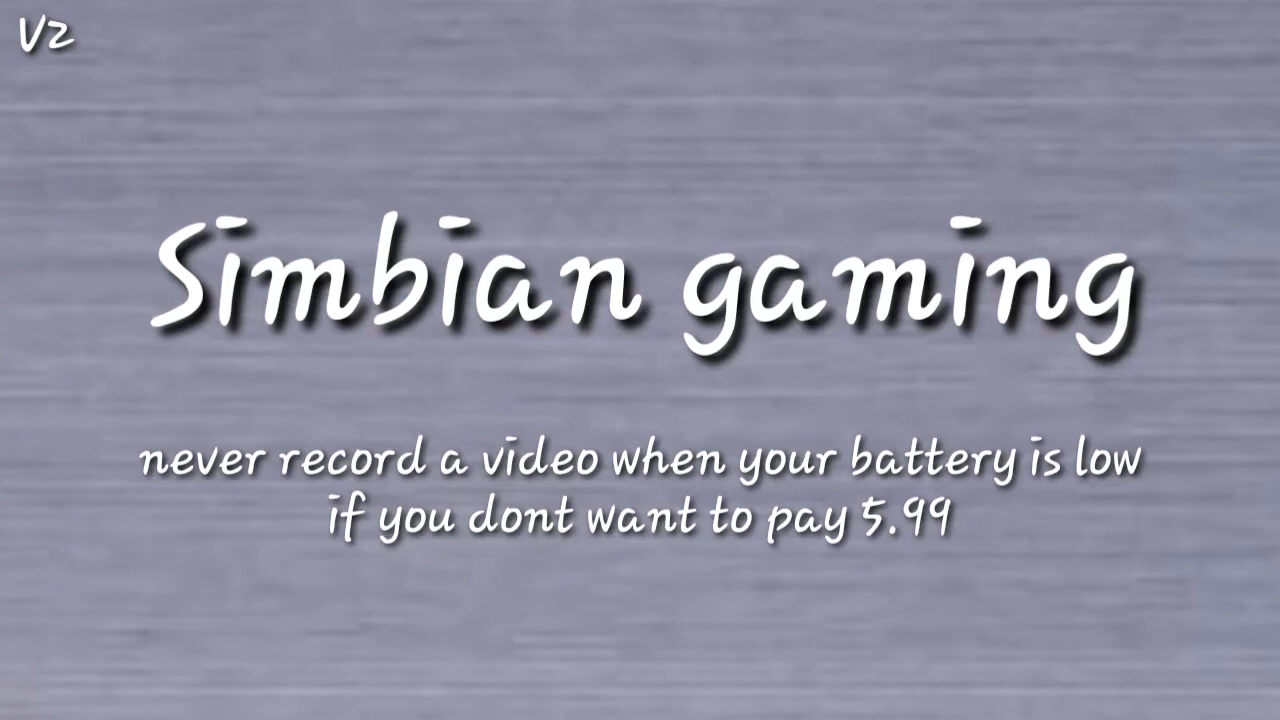 V2
Simbian gaming
never record a video when your battery is low
if you dont want to pay 5.99